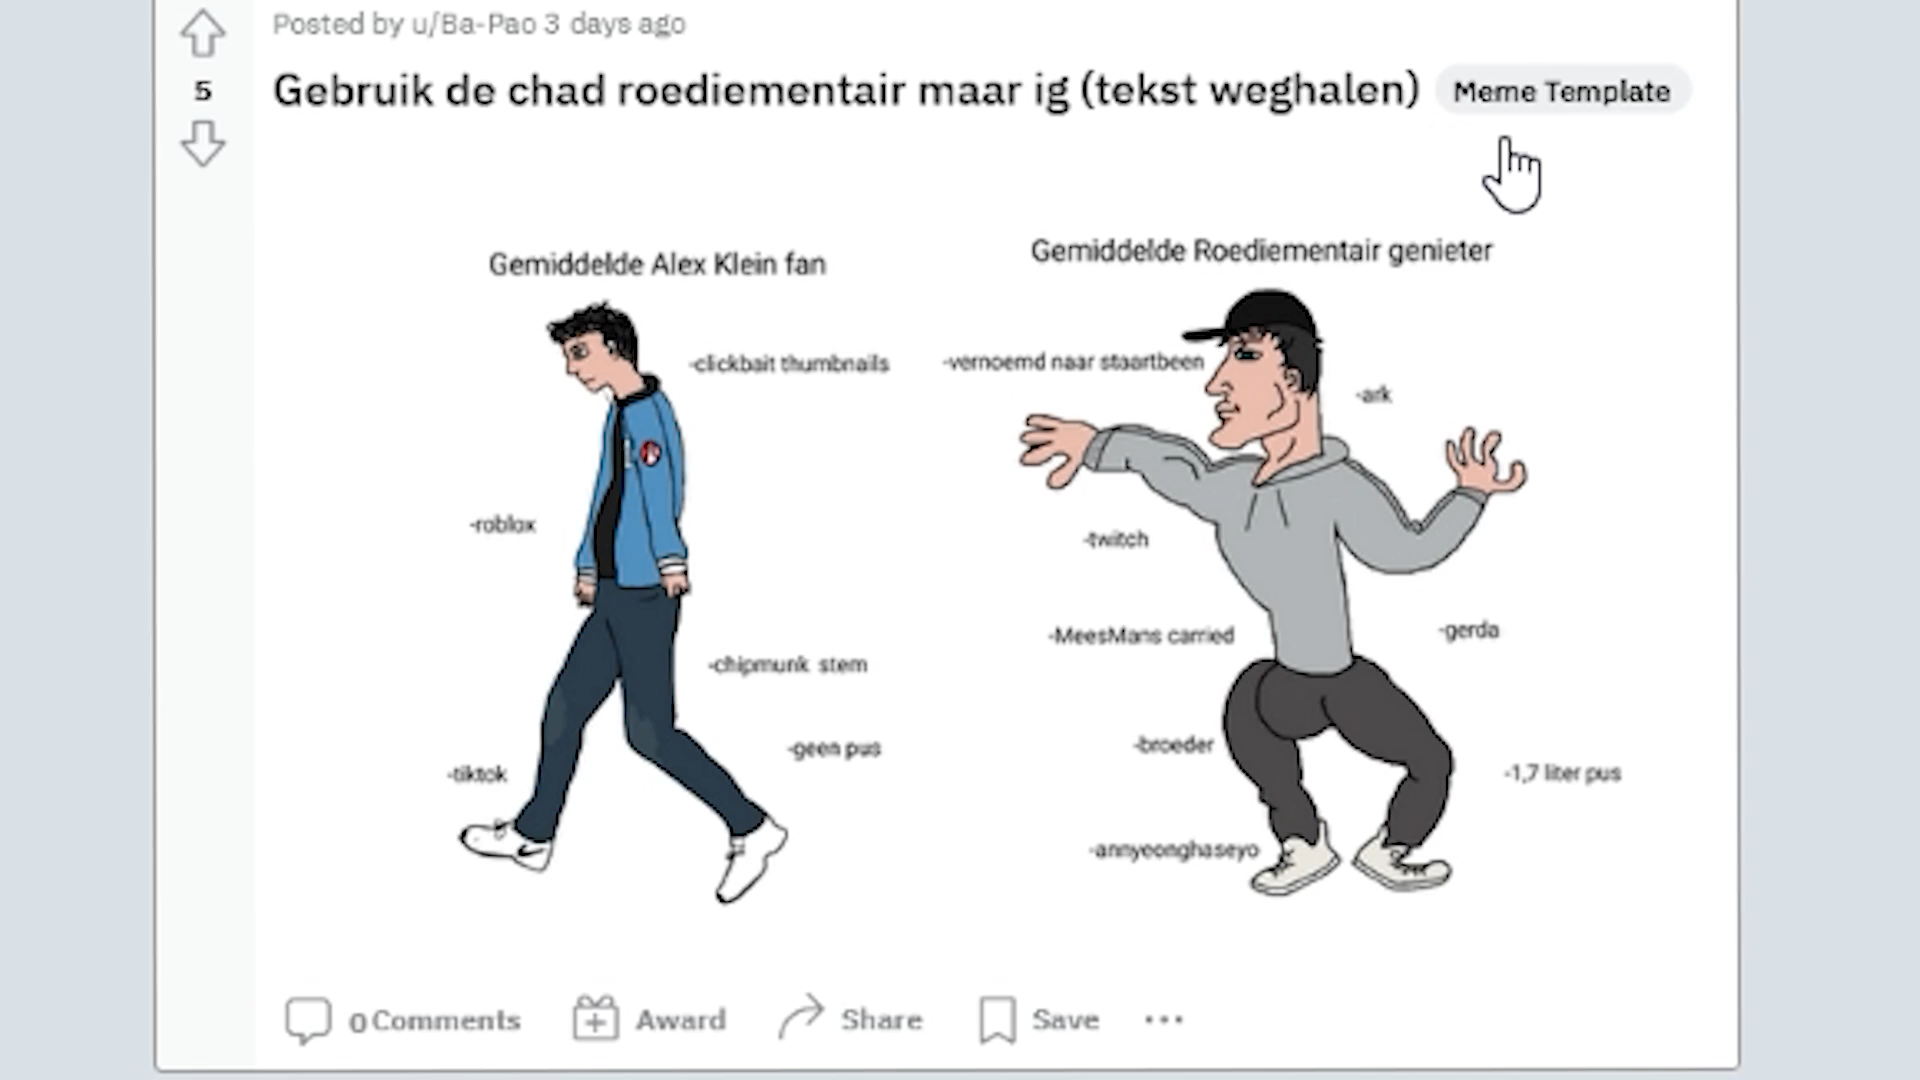 Posted by u/Ba-Pao 3 days ago
5
Gebruik de chad roediementair maar ig (tekst weghalen)
Meme Template
Gemiddelde Alex Klein fan
Gemiddelde Roediementair genieter
-clickbait thumbnails
-vernoemd naar staartbeen
-ark
-roblox
-twitch
-MeesMans carried
-gerda
-chipmunk stem
-geen pus
-broeder
-tiktok
-1,7 liter pus
-annyeonghaseyo
0 Comments
Award
Share
Save